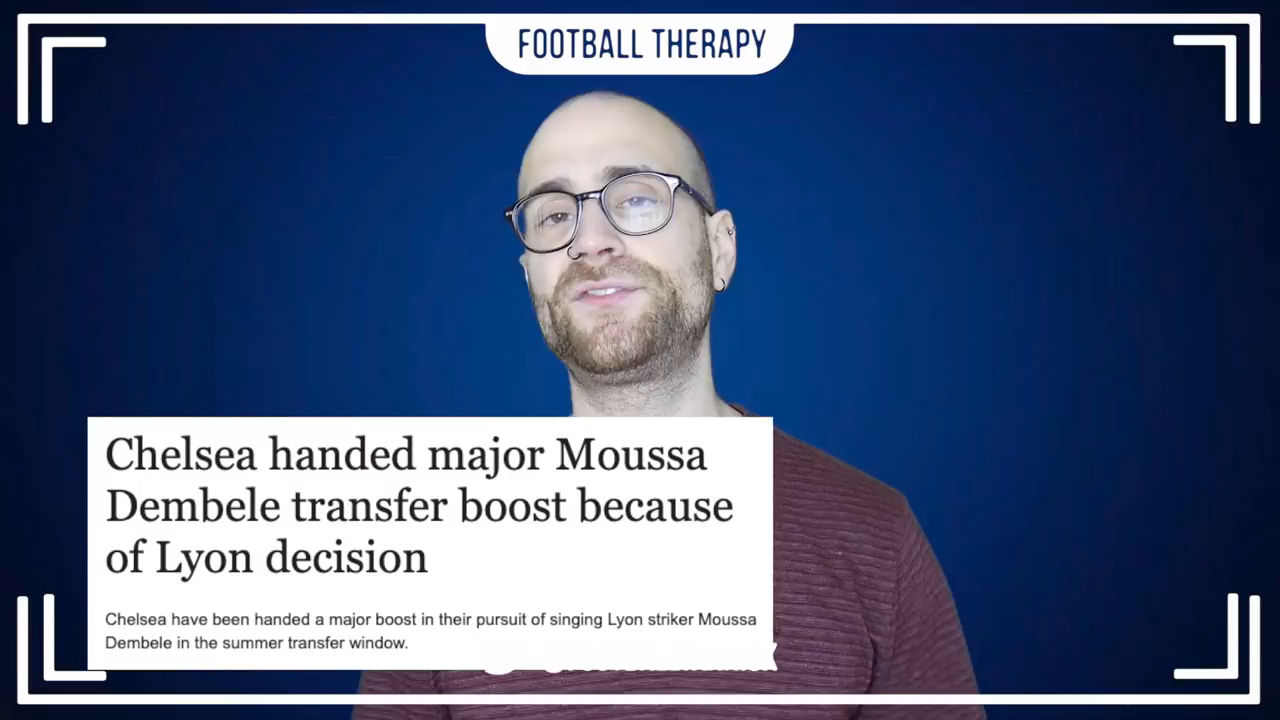 FOOTBALL THERAPY
Chelsea handed major Moussa
Dembele transfer boost because
of Lyon decision
Chelsea have been handed a major boost in their pursuit of singing Lyon striker Moussa
Dembele in the summer transfer window.